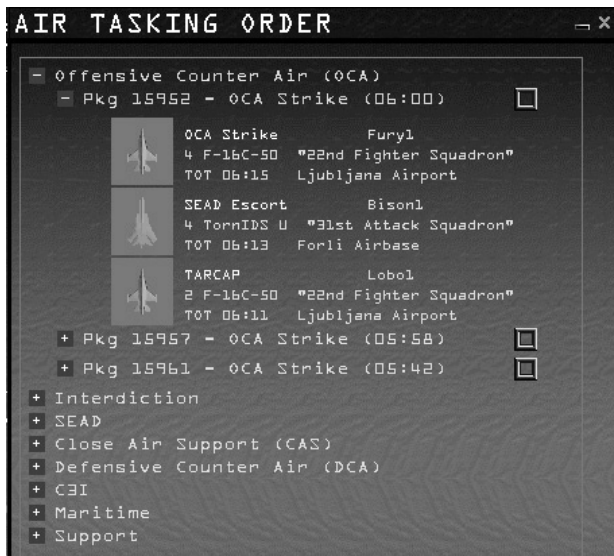 AIR TASKING ORDER
Offensive Counter Air (OCA)
Pkg 15952 - OCA Strike (06:00)
OCA Strike Fury1
4 F-16C-50 "22nd Fighter Squadron"
TOT 06:15 Ljubljana Airport
SEAD Escort Bison1
4 TornIDS U "31st Attack Squadron"
TOT 06:13 Forli Airbase
TARCAP Lobo1
2 F-16C-50 "22nd Fighter Squadron"
TOT 06:11 Ljubljana Airport
Pkg 15957 - OCA Strike (05:58)
Pkg 15961 - OCA Strike (05:42)
Interdiction
SEAD
Close Air Support (CAS)
Defensive Counter Air (DCA)
C3I
Maritime
Support